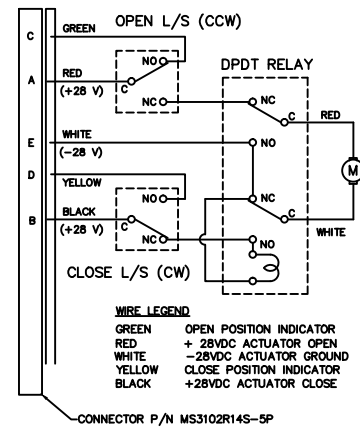 OPEN L/S (CCW)
C
GREEN
NO
DPDT RELAY
A
RED
(+28 V)
C
NC
NC
C
RED
E
WHITE
(-28 V)
NO
M
D
YELLOW
NO
NC
B
BLACK
(+28 V)
C
NC
C
WHITE
NO
CLOSE L/S (CW)
WIRE LEGEND
GREEN OPEN POSITION INDICATOR
RED + 28VDC ACTUATOR OPEN
WHITE -28VDC ACTUATOR GROUND
YELLOW CLOSE POSITION INDICATOR
BLACK +28VDC ACTUATOR CLOSE
CONNECTOR P/N MS3102R14S-5P